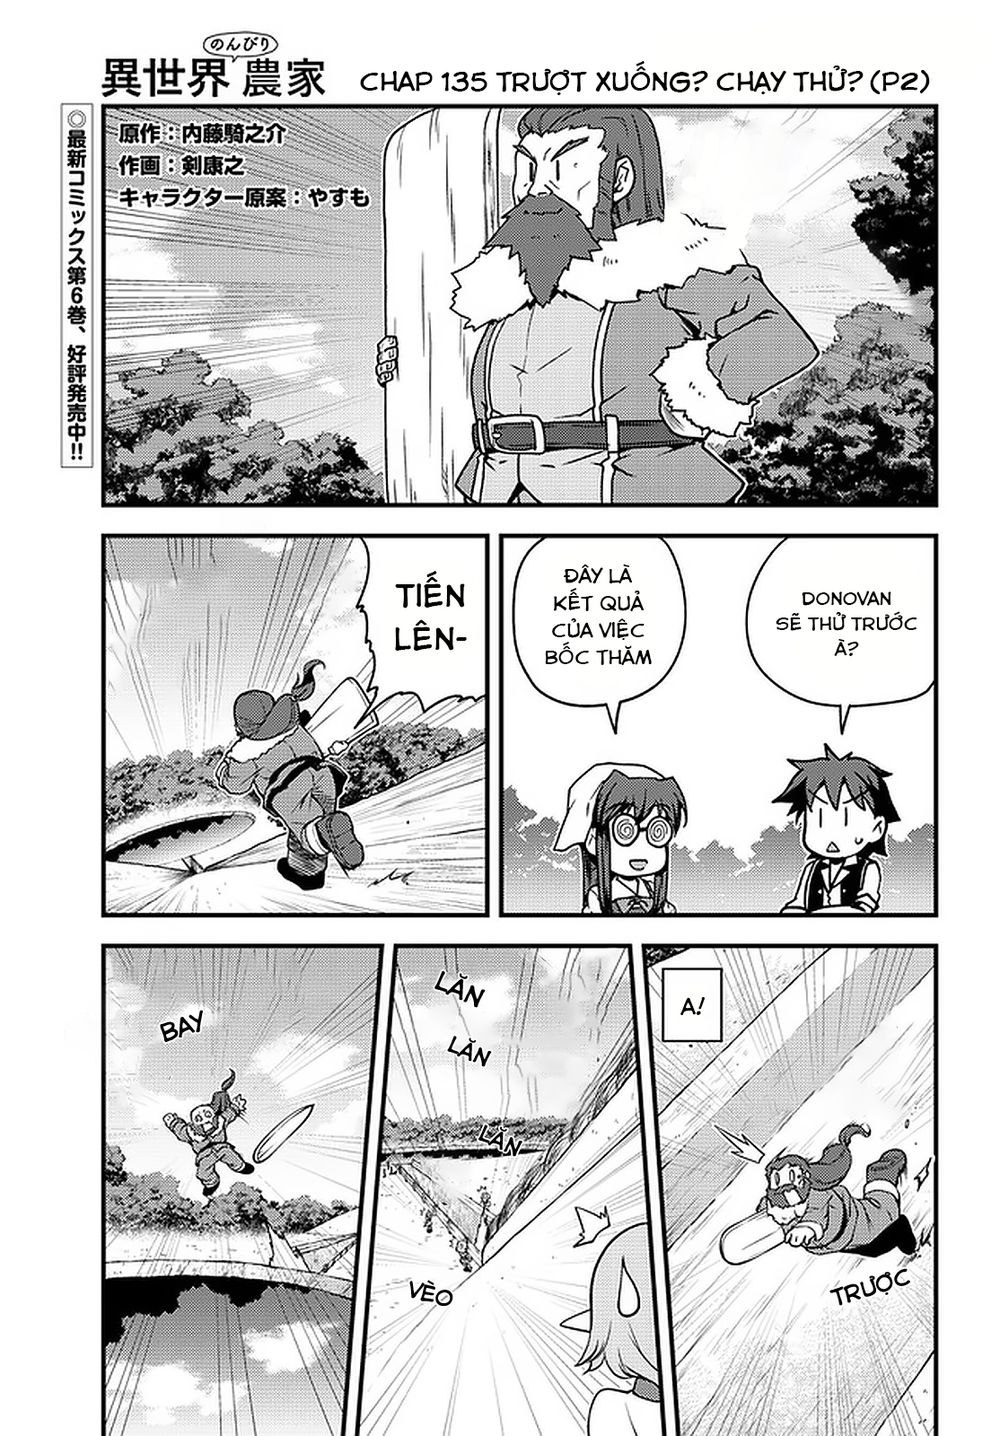 のんびり
異世界 農家
CHAP 135 TRƯỢT XUỐNG? CHẠY THỬ? (P2)
◎最新コミックス第6巻、好評発売中!!
原作:内藤騎之介
作画:剣康之
キャラクター原案:やすも
DONOVAN
SẼ THỬ TRƯỚC
À?
ĐÂY LÀ
KẾT QUẢ
CỦA VIỆC
BỐC THĂM
TIẾN
LÊN-
A!
TRƯỢC
LĂN
LĂN
LĂN
VÈO
BAY